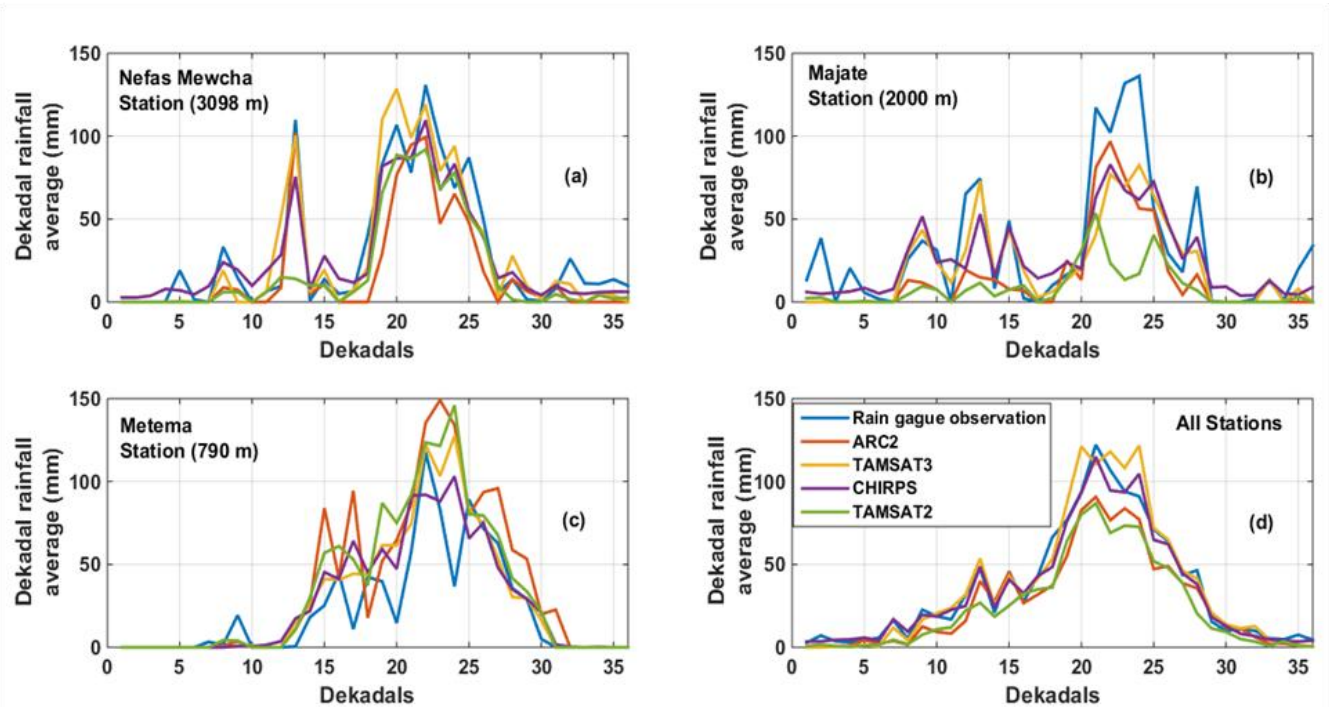 150
100
50
0
Dekadal rainfall
average (mm)
Nefas Mewcha
Station (3098 m)
(a)
0
5
10
15
20
25
30
35
Dekadals
150
100
50
0
Dekadal rainfall
average (mm)
Majate
Station (2000 m)
(b)
0
5
10
15
20
25
30
35
Dekadals
150
100
50
0
Dekadal rainfall
average (mm)
Metema
Station (790 m)
(c)
0
5
10
15
20
25
30
35
Dekadals
150
100
50
0
Dekadal rainfall
average (mm)
Rain gague observation
ARC2
TAMSAT3
CHIRPS
TAMSAT2
All Stations
(d)
0
5
10
15
20
25
30
35
Dekadals